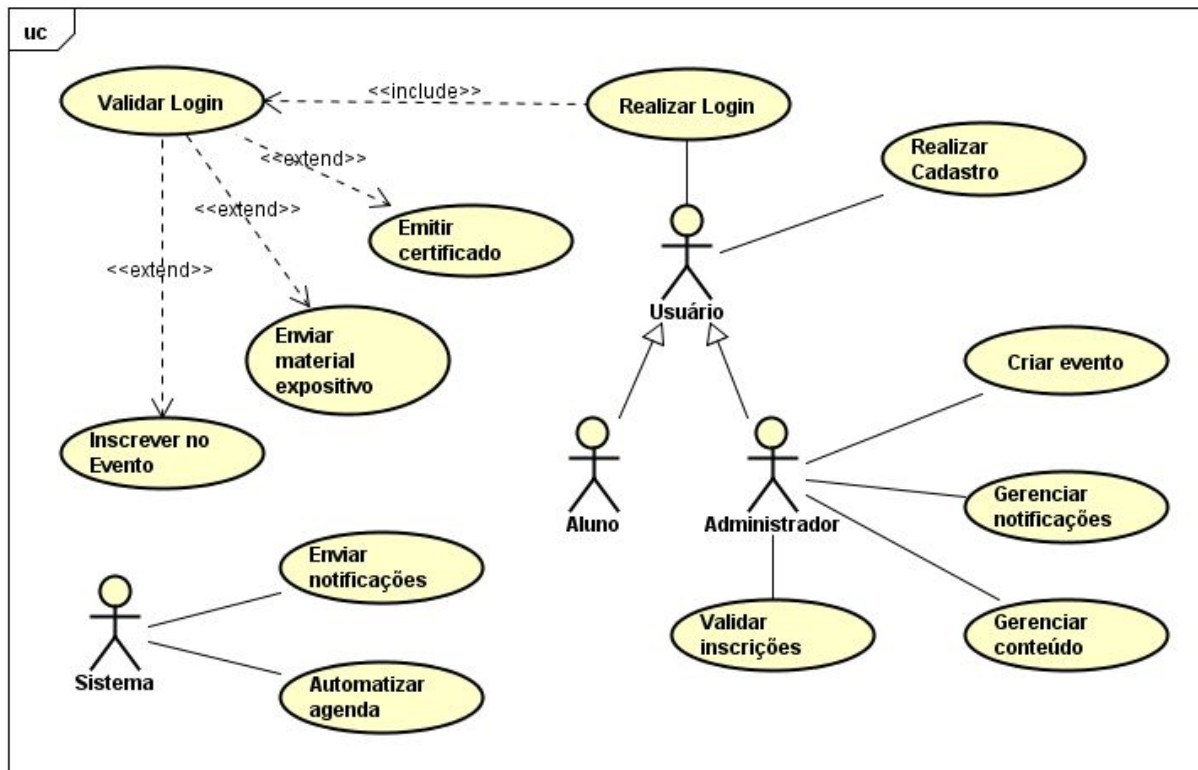 uc
Validar Login
<<include>>
Realizar Login
Realizar
Cadastro
<<extend>>
<<extend>>
<<extend>>
Emitir
certificado
Enviar
material
expositivo
Inscrever no
Evento
Usuário
Criar evento
Aluno
Administrador
Gerenciar
notificações
Enviar
notificações
Validar
inscrições
Gerenciar
conteúdo
Sistema
Automatizar
agenda